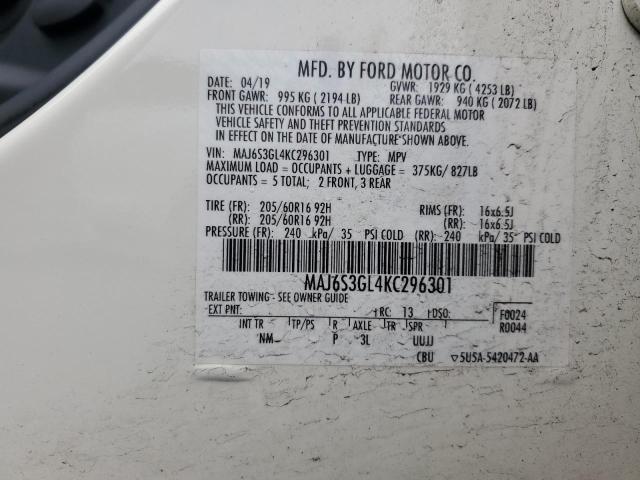 MFD. BY FORD MOTOR CO.
DATE: 04/19 GVWR: 1929 KG ( 4253 LB)
FRONT GAWR: 995 KG ( 2194 LB) REAR GAWR: 940 KG ( 2072 LB)
THIS VEHICLE CONFORMS TO ALL APPLICABLE FEDERAL MOTOR
VEHICLE SAFETY AND THEFT PREVENTION STANDARDS
IN EFFECT ON THE DATE OF MANUFACTURE SHOWN ABOVE.
VIN: MAJ6S3GL4KC296301 TYPE: MPV
MAXIMUM LOAD = OCCUPANTS + LUGGAGE = 375KG/ 827LB
OCCUPANTS = 5 TOTAL; 2 FRONT, 3 REAR
TIRE (FR): 205/60R16 92H RIMS (FR): 16x6.5J
(RR): 205/60R16 92H (RR): 16x6.5J
PRESSURE (FR): 240 kPa/ 35 PSI COLD (RR): 240 kPa/ 35 PSI COLD
MAJ6S3GL4KC296301
TRAILER TOWING - SEE OWNER GUIDE
EXT PNT: RC: 13 DSO: F0024
INT TR TP/PS R AXLE TR SPR R0044
NM P 3L UUJJ
CBU ▽5U5A-5420472-AA